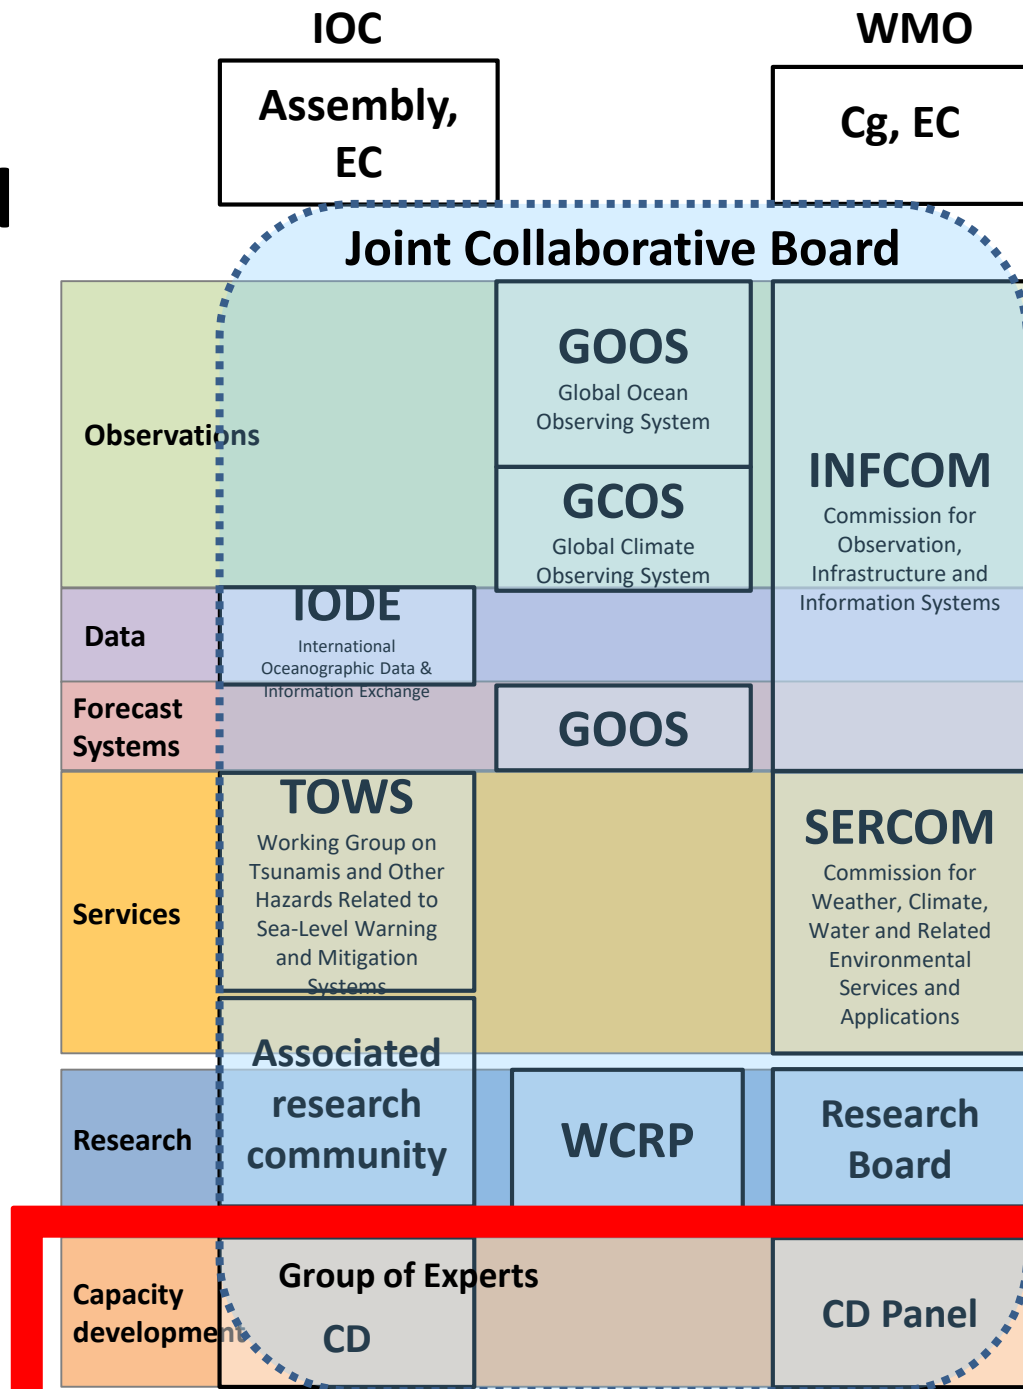 IOC
WMO
Assembly,
EC
Cg, EC
Joint Collaborative Board
Observations
GOOS
Global Ocean
Observing System
GCOS
Global Climate
Observing System
INFCOM
Commission for
Observation,
Infrastructure and
Information Systems
Data
IODE
International
Oceanographic Data &
Information Exchange
Forecast
Systems
GOOS
Services
TOWS
Working Group on
Tsunamis and Other
Hazards Related to
Sea-Level Warning
and Mitigation
Systems
SERCOM
Commission for
Weather, Climate,
Water and Related
Environmental
Services and
Applications
Research
Associated
research
community
WCRP
Research
Board
Capacity
development
Group of Experts
CD
CD Panel